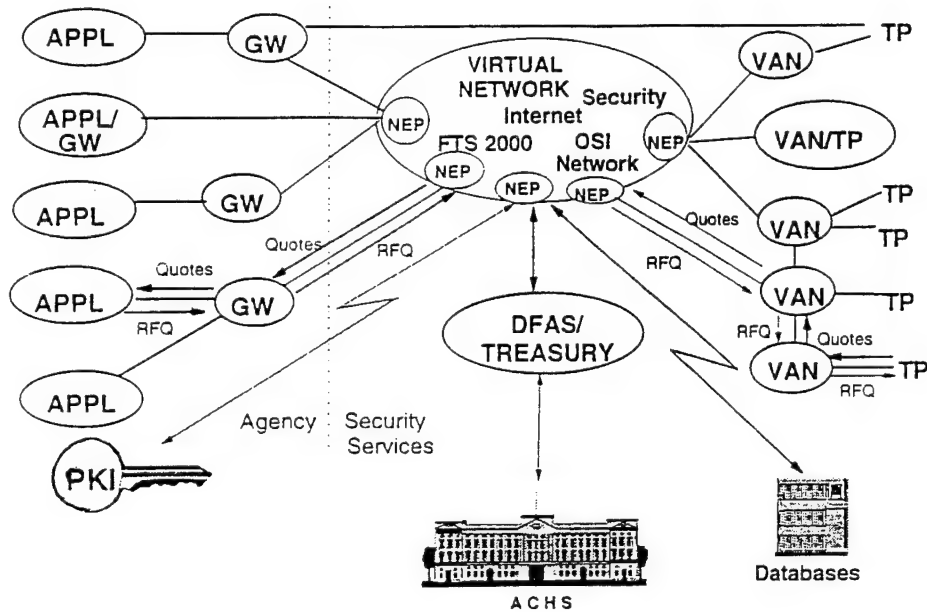 APPL
GW
TP
VAN
VIRTUAL
NETWORK
Internet
Security
APPL/
GW
NEP
NEP
VAN/TP
FTS 2000
OSI
Network
NEP
NEP
NEP
APPL
GW
VAN
TP
TP
Quotes
RFQ
Quotes
RFQ
Quotes
APPL
RFQ
GW
VAN
TP
DFAS/
TREASURY
RFQ
Quotes
VAN
TP
RFQ
APPL
Agency
Security
Services
PKI
ACHS
Databases